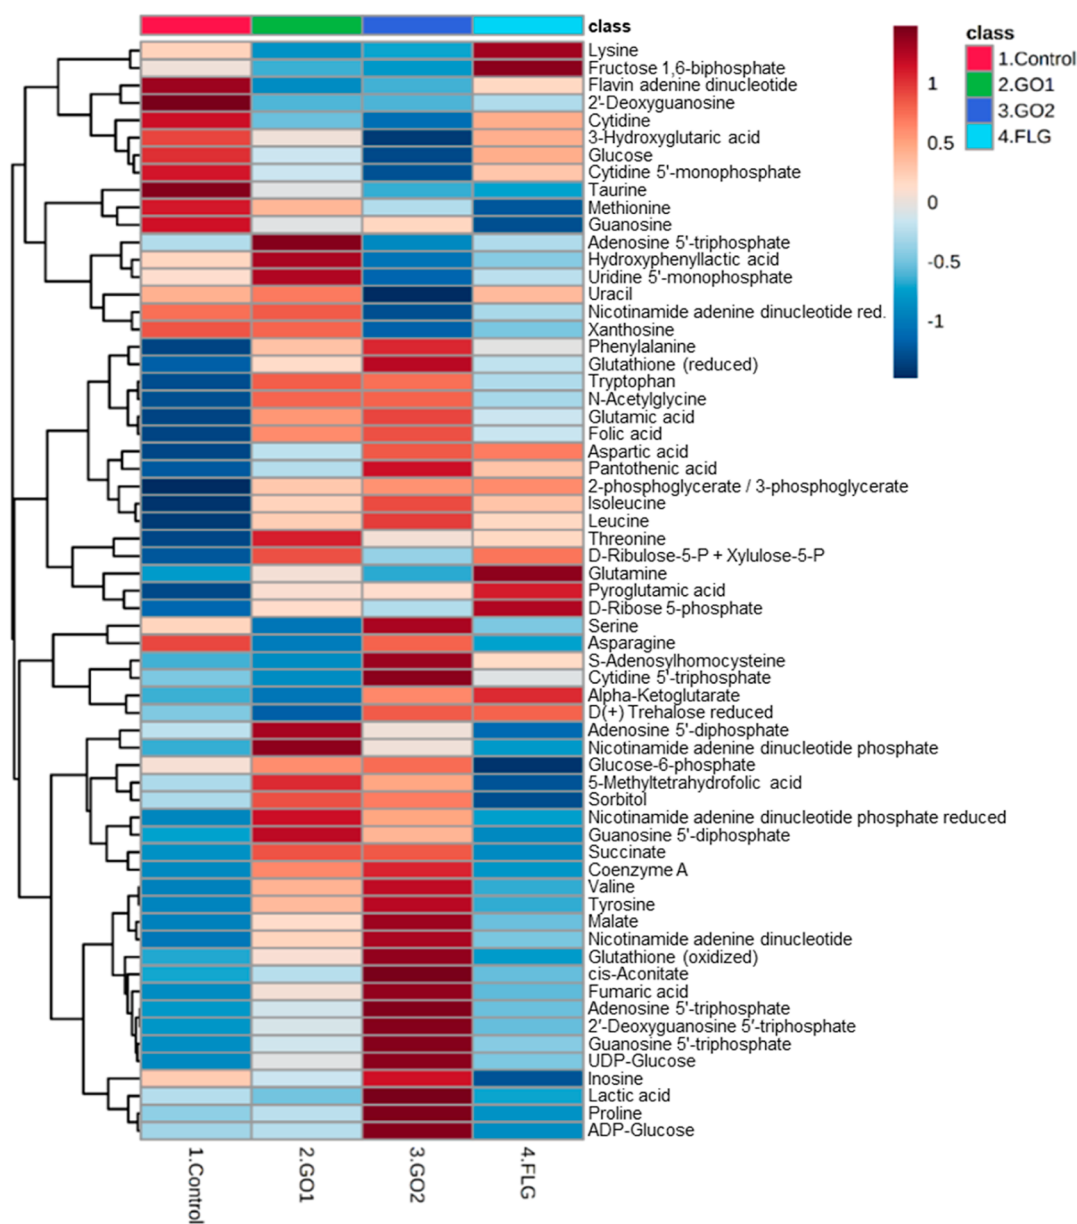 class
Lysine
Fructose 1,6-biphosphate
Flavin adenine dinucleotide
2'-Deoxyguanosine
Cytidine
3-Hydroxyglutaric acid
Glucose
Cytidine 5'-monophosphate
Taurine
Methionine
Guanosine
Adenosine 5'-triphosphate
Hydroxyphenyllactic acid
Uridine 5'-monophosphate
Uracil
Nicotinamide adenine dinucleotide red.
Xanthosine
Phenylalanine
Glutathione (reduced)
Tryptophan
N-Acetylglycine
Glutamic acid
Folic acid
Aspartic acid
Pantothenic acid
2-phosphoglycerate / 3-phosphoglycerate
Isoleucine
Leucine
Threonine
D-Ribulose-5-P + Xylulose-5-P
Glutamine
Pyroglutamic acid
D-Ribose 5-phosphate
Serine
Asparagine
S-Adenosylhomocysteine
Cytidine 5'-triphosphate
Alpha-Ketoglutarate
D(+) Trehalose reduced
Adenosine 5'-diphosphate
Nicotinamide adenine dinucleotide phosphate
Glucose-6-phosphate
5-Methyltetrahydrofolic acid
Sorbitol
Nicotinamide adenine dinucleotide phosphate reduced
Guanosine 5'-diphosphate
Succinate
Coenzyme A
Valine
Tyrosine
Malate
Nicotinamide adenine dinucleotide
Glutathione (oxidized)
cis-Aconitate
Fumaric acid
Adenosine 5'-triphosphate
2'-Deoxyguanosine 5'-triphosphate
Guanosine 5'-triphosphate
UDP-Glucose
Inosine
Lactic acid
Proline
ADP-Glucose
1.Control
2.GO1
3.GO2
4.FLG
1
0.5
0
-0.5
-1
class
1.Control
2.GO1
3.GO2
4.FLG